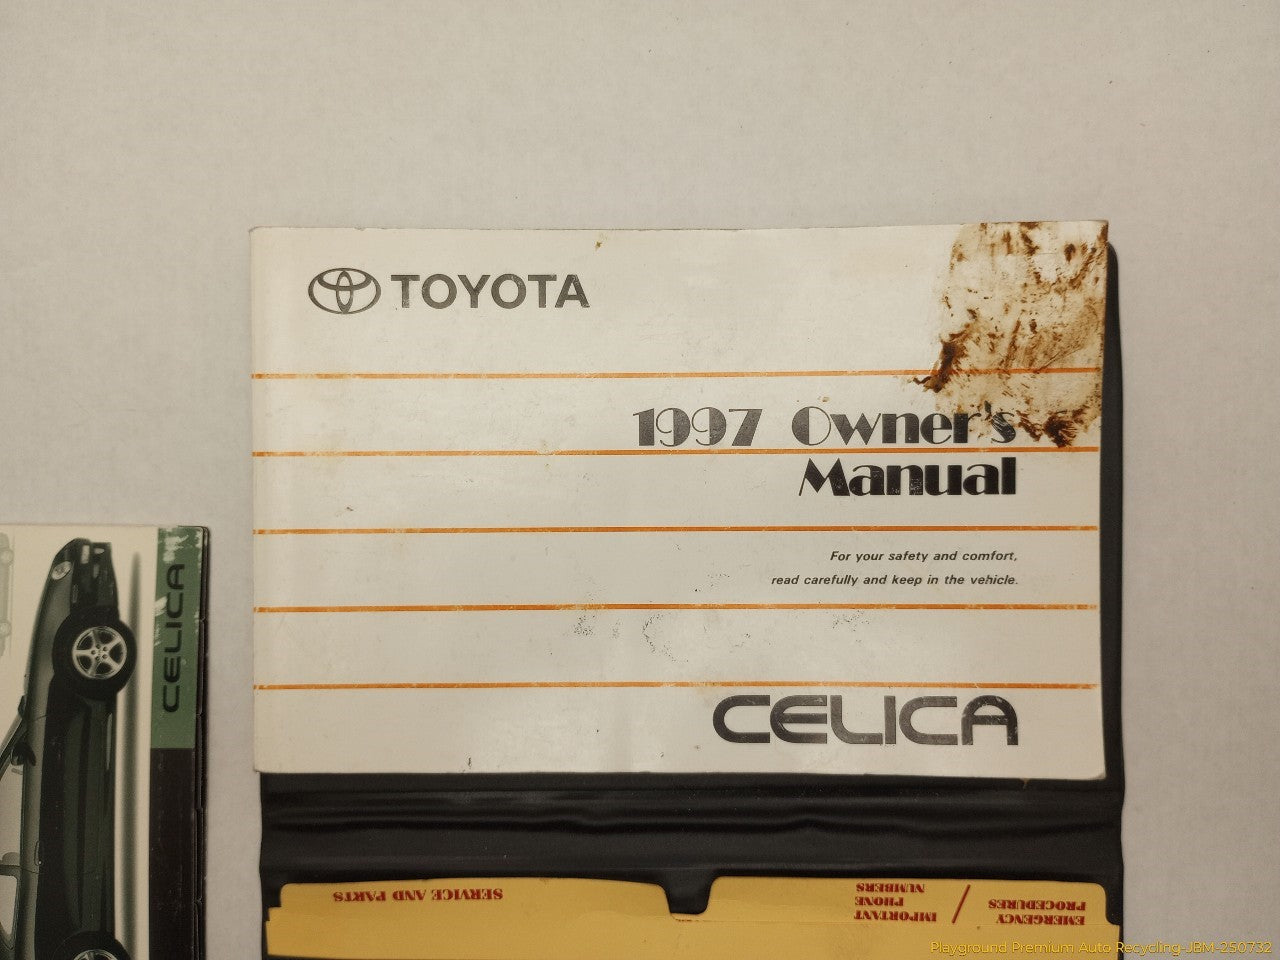 TOYOTA
1997 Owner's
Manual
For your safety and comfort,
read carefully and keep in the vehicle.
CELICA
CELICA
SERVICE AND PARTS
IMPORTANT
PHONE
NUMBERS
EMERGENCY
PROCEDURES
Playground Premium Auto Recycling-JBM-250732